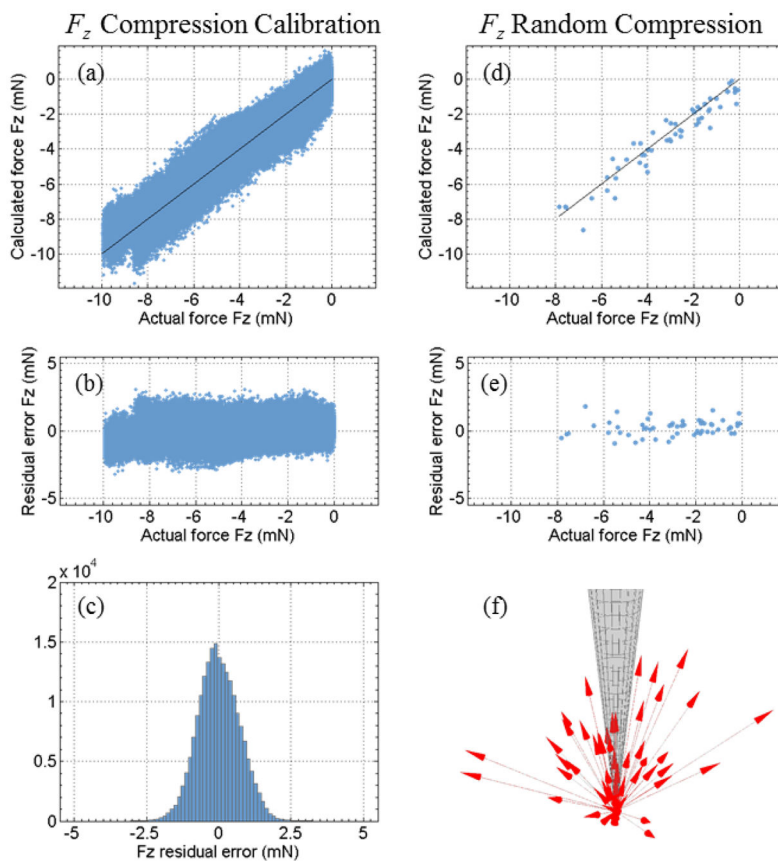 Fz Compression Calibration
Fz Random Compression
(a)
0
-2
-4
-6
-8
-10
Calculated force Fz (mN)
-10 -8 -6 -4 -2 0
Actual force Fz (mN)
(d)
0
-2
-4
-6
-8
-10
Calculated force Fz (mN)
-10 -8 -6 -4 -2 0
Actual force Fz (mN)
(b)
5
0
-5
Residual error Fz (mN)
-10 -8 -6 -4 -2 0
Actual force Fz (mN)
(e)
5
0
-5
Residual error Fz (mN)
-10 -8 -6 -4 -2 0
Actual force Fz (mN)
x 10^4
(c)
2
1.5
1
0.5
0
-5 -2.5 0 2.5 5
Fz residual error (mN)
(f)